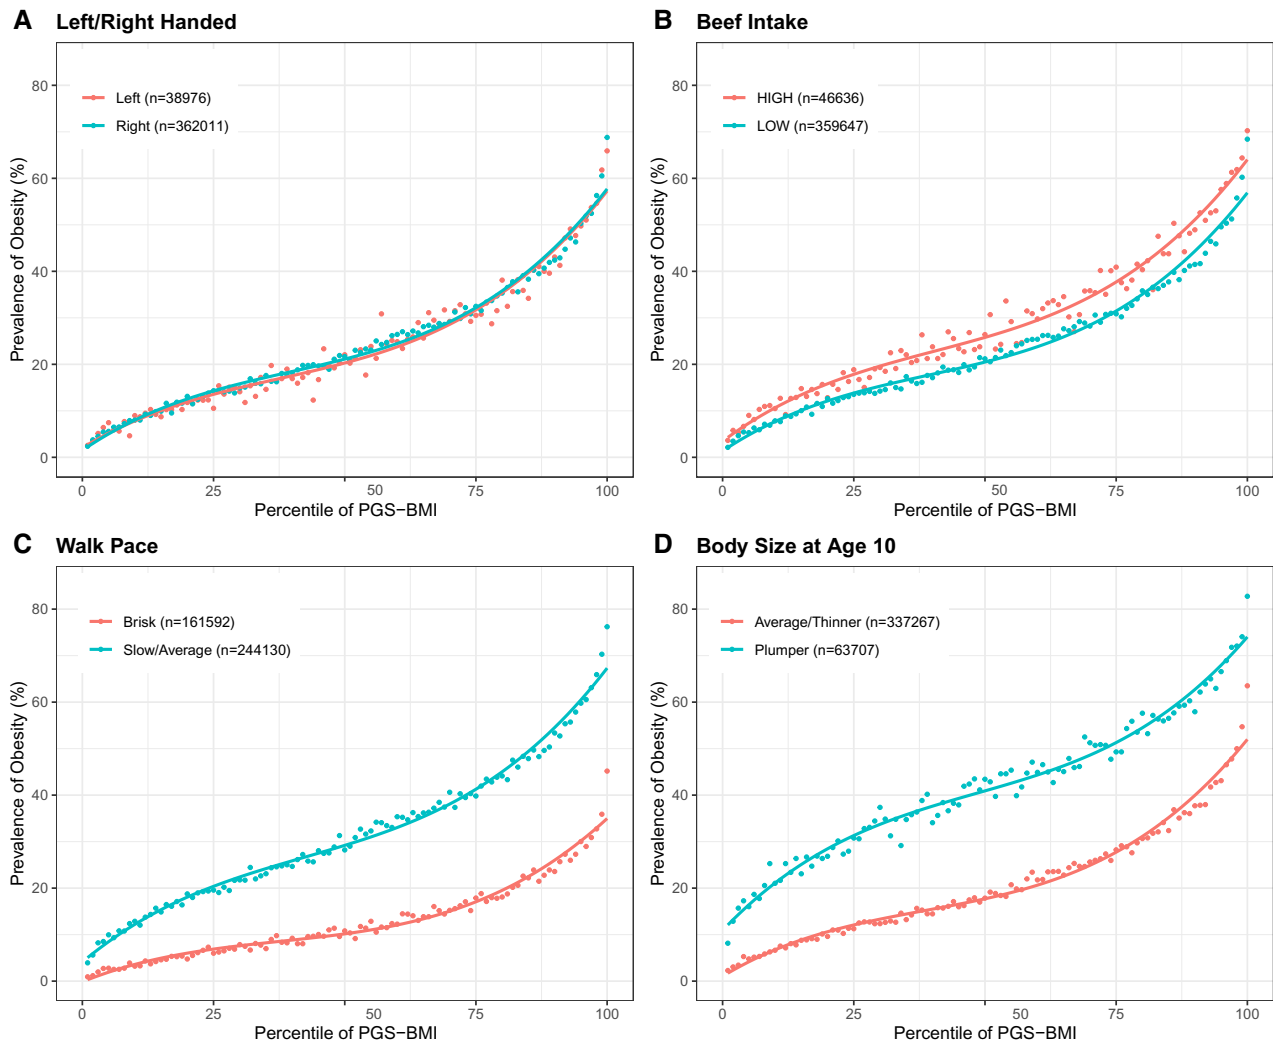 A Left/Right Handed
Prevalence of Obesity (%)
80
60
40
20
0
Left (n=38976)
Right (n=362011)
0 25 50 75 100
Percentile of PGS−BMI
B Beef Intake
Prevalence of Obesity (%)
80
60
40
20
0
HIGH (n=46636)
LOW (n=359647)
0 25 50 75 100
Percentile of PGS−BMI
C Walk Pace
Prevalence of Obesity (%)
80
60
40
20
0
Brisk (n=161592)
Slow/Average (n=244130)
0 25 50 75 100
Percentile of PGS−BMI
D Body Size at Age 10
Prevalence of Obesity (%)
80
60
40
20
0
Average/Thinner (n=337267)
Plumper (n=63707)
0 25 50 75 100
Percentile of PGS−BMI